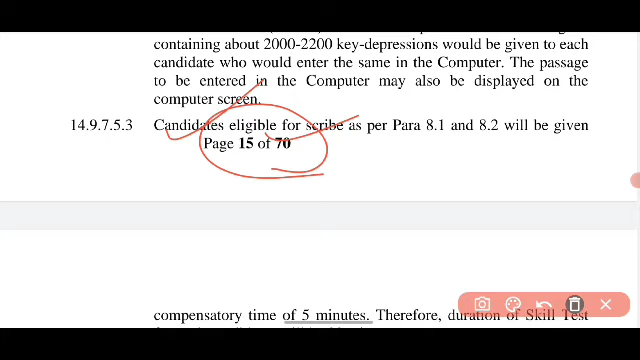 containing about 2000-2200 key-depressions would be given to each
candidate who would enter the same in the Computer. The passage
to be entered in the Computer may also be displayed on the
computer screen.
14.9.7.5.3 Candidates eligible for scribe as per Para 8.1 and 8.2 will be given
Page 15 of 70
compensatory time of 5 minutes. Therefore, duration of Skill Test